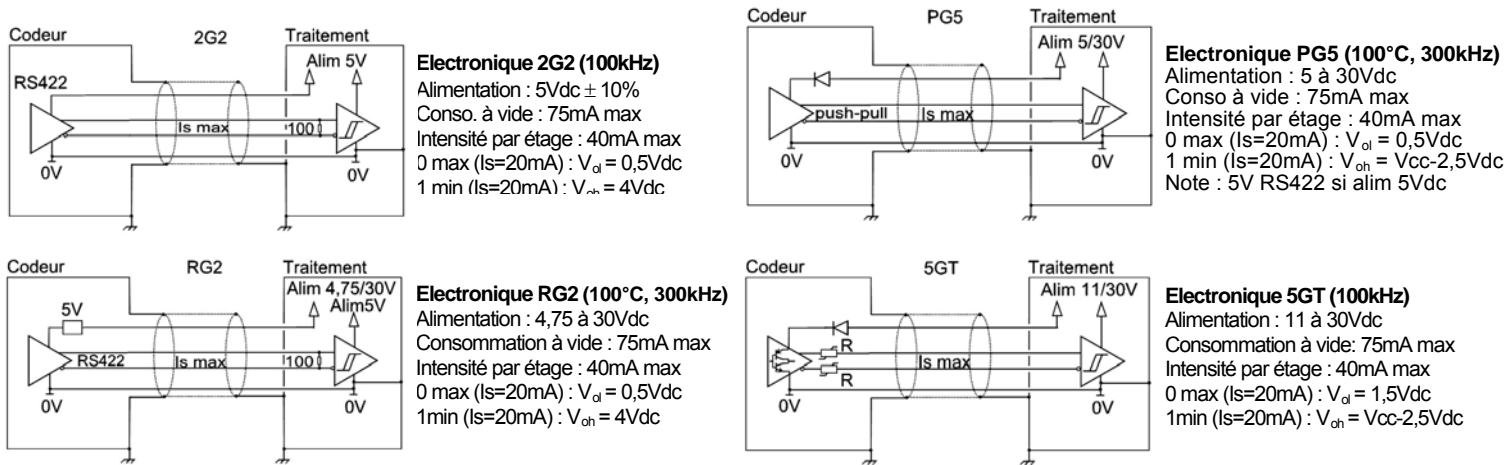 Codeur 2G2 Traitement
Alim 5V
RS422
Is max
100
0V
0V
Electronique 2G2 (100kHz)
Alimentation : 5Vdc ± 10%
Conso. à vide : 75mA max
Intensité par étage : 40mA max
0 max (Is=20mA) : Vol = 0,5Vdc
1 min (Is=20mA) : Voh = 4Vdc
Codeur PG5 Traitement
Alim 5/30V
push-pull
Is max
0V
0V
Electronique PG5 (100°C, 300kHz)
Alimentation : 5 à 30Vdc
Conso à vide : 75mA max
Intensité par étage : 40mA max
0 max (Is=20mA) : Vol = 0,5Vdc
1 min (Is=20mA) : Voh = Vcc-2,5Vdc
Note : 5V RS422 si alim 5Vdc
Codeur RG2 Traitement
Alim 4,75/30V
Alim5V
5V
RS422
Is max
100
0V
0V
Electronique RG2 (100°C, 300kHz)
Alimentation : 4,75 à 30Vdc
Consommation à vide : 75mA max
Intensité par étage : 40mA max
0 max (Is=20mA) : Vol = 0,5Vdc
1min (Is=20mA) : Voh = 4Vdc
Codeur 5GT Traitement
Alim 11/30V
R
Is max
R
0V
0V
Electronique 5GT (100kHz)
Alimentation : 11 à 30Vdc
Consommation à vide: 75mA max
Intensité par étage : 40mA max
0 max (Is=20mA) : Vol = 1,5Vdc
1min (Is=20mA) : Voh = Vcc-2,5Vdc